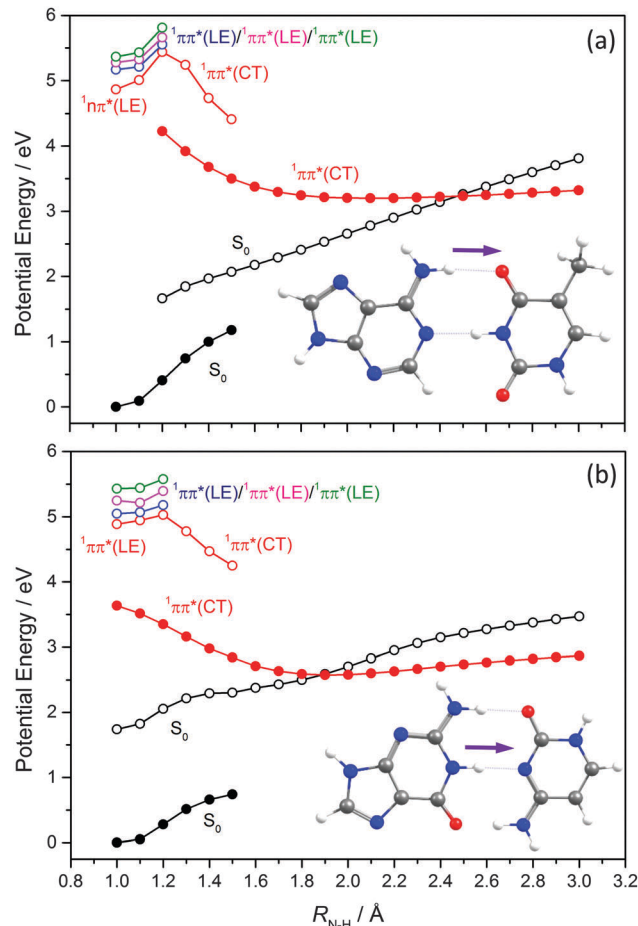 (a)
¹ππ*(LE)/¹ππ*(LE)/¹ππ*(LE)
¹ππ*(CT)
¹nπ*(LE)
¹ππ*(CT)
S₀
S₀
Potential Energy / eV
6
5
4
3
2
1
0
(b)
¹ππ*(LE)/¹ππ*(LE)/¹ππ*(LE)
¹ππ*(LE)
¹ππ*(CT)
¹ππ*(CT)
S₀
S₀
Potential Energy / eV
6
5
4
3
2
1
0
0.8 1.0 1.2 1.4 1.6 1.8 2.0 2.2 2.4 2.6 2.8 3.0 3.2
R_N-H / Å